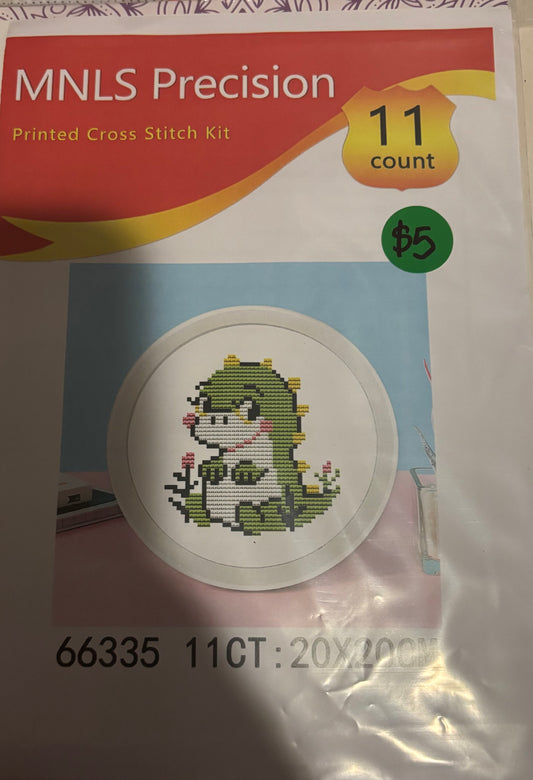 MNLS Precision
Printed Cross Stitch Kit
11
count
$5
66335 11CT:20X20CM